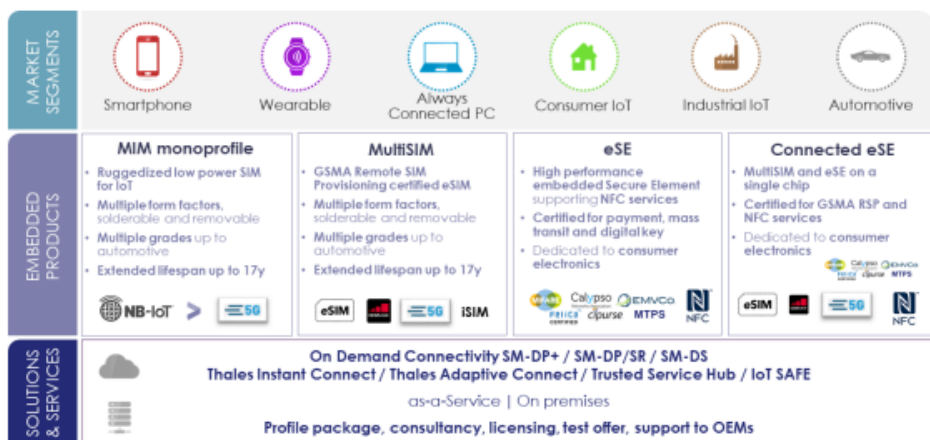 MARKET
SEGMENTS
Smartphone
Wearable
Always
Connected PC
Consumer IoT
Industrial IoT
Automotive
EMBEDDED
PRODUCTS
MIM monoprofile
• Ruggedized low power SIM
for IoT
• Multiple form factors,
solderable and removable
• Multiple grades up to
automotive
• Extended lifespan up to 17y
NB-IoT
5G
MultiSIM
• GSMA Remote SIM
Provisioning certified eSIM
• Multiple form factors,
solderable and removable
• Multiple grades up to
automotive
• Extended lifespan up to 17y
eSIM
5G
iSIM
eSE
• High performance
embedded Secure Element
supporting NFC services
• Certified for payment, mass
transit and digital key
• Dedicated to consumer
electronics
MIFARE
Calypso
EMVCo
FeliCa
CERTIFIED
cipurse
MTPS
NFC
Connected eSE
• MultiSIM and eSE on a
single chip
• Certified for GSMA RSP and
NFC services
• Dedicated to consumer
electronics
Calypso
EMVCo
cipurse
MTPS
eSIM
5G
NFC
SOLUTIONS
& SERVICES
On Demand Connectivity SM-DP+ / SM-DP/SR / SM-DS
Thales Instant Connect / Thales Adaptive Connect / Trusted Service Hub / IoT SAFE
as-a-Service | On premises
Profile package, consultancy, licensing, test offer, support to OEMs